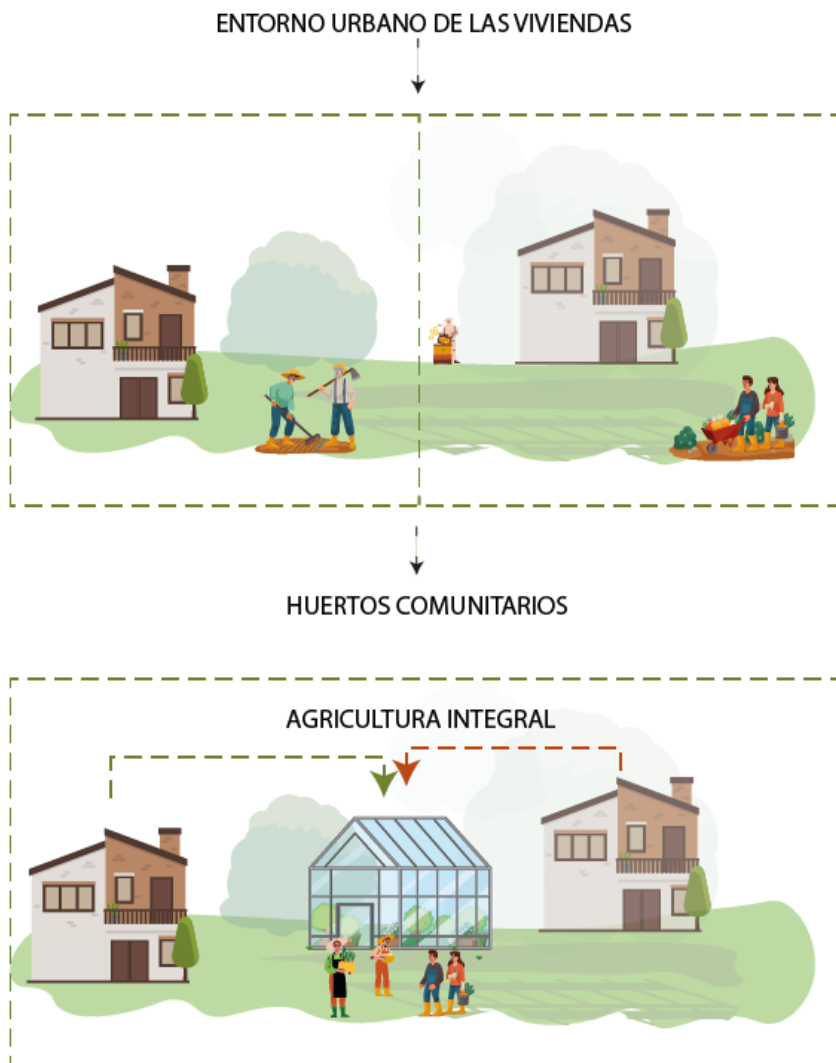 ENTORNO URBANO DE LAS VIVIENDAS
HUERTOS COMUNITARIOS
AGRICULTURA INTEGRAL